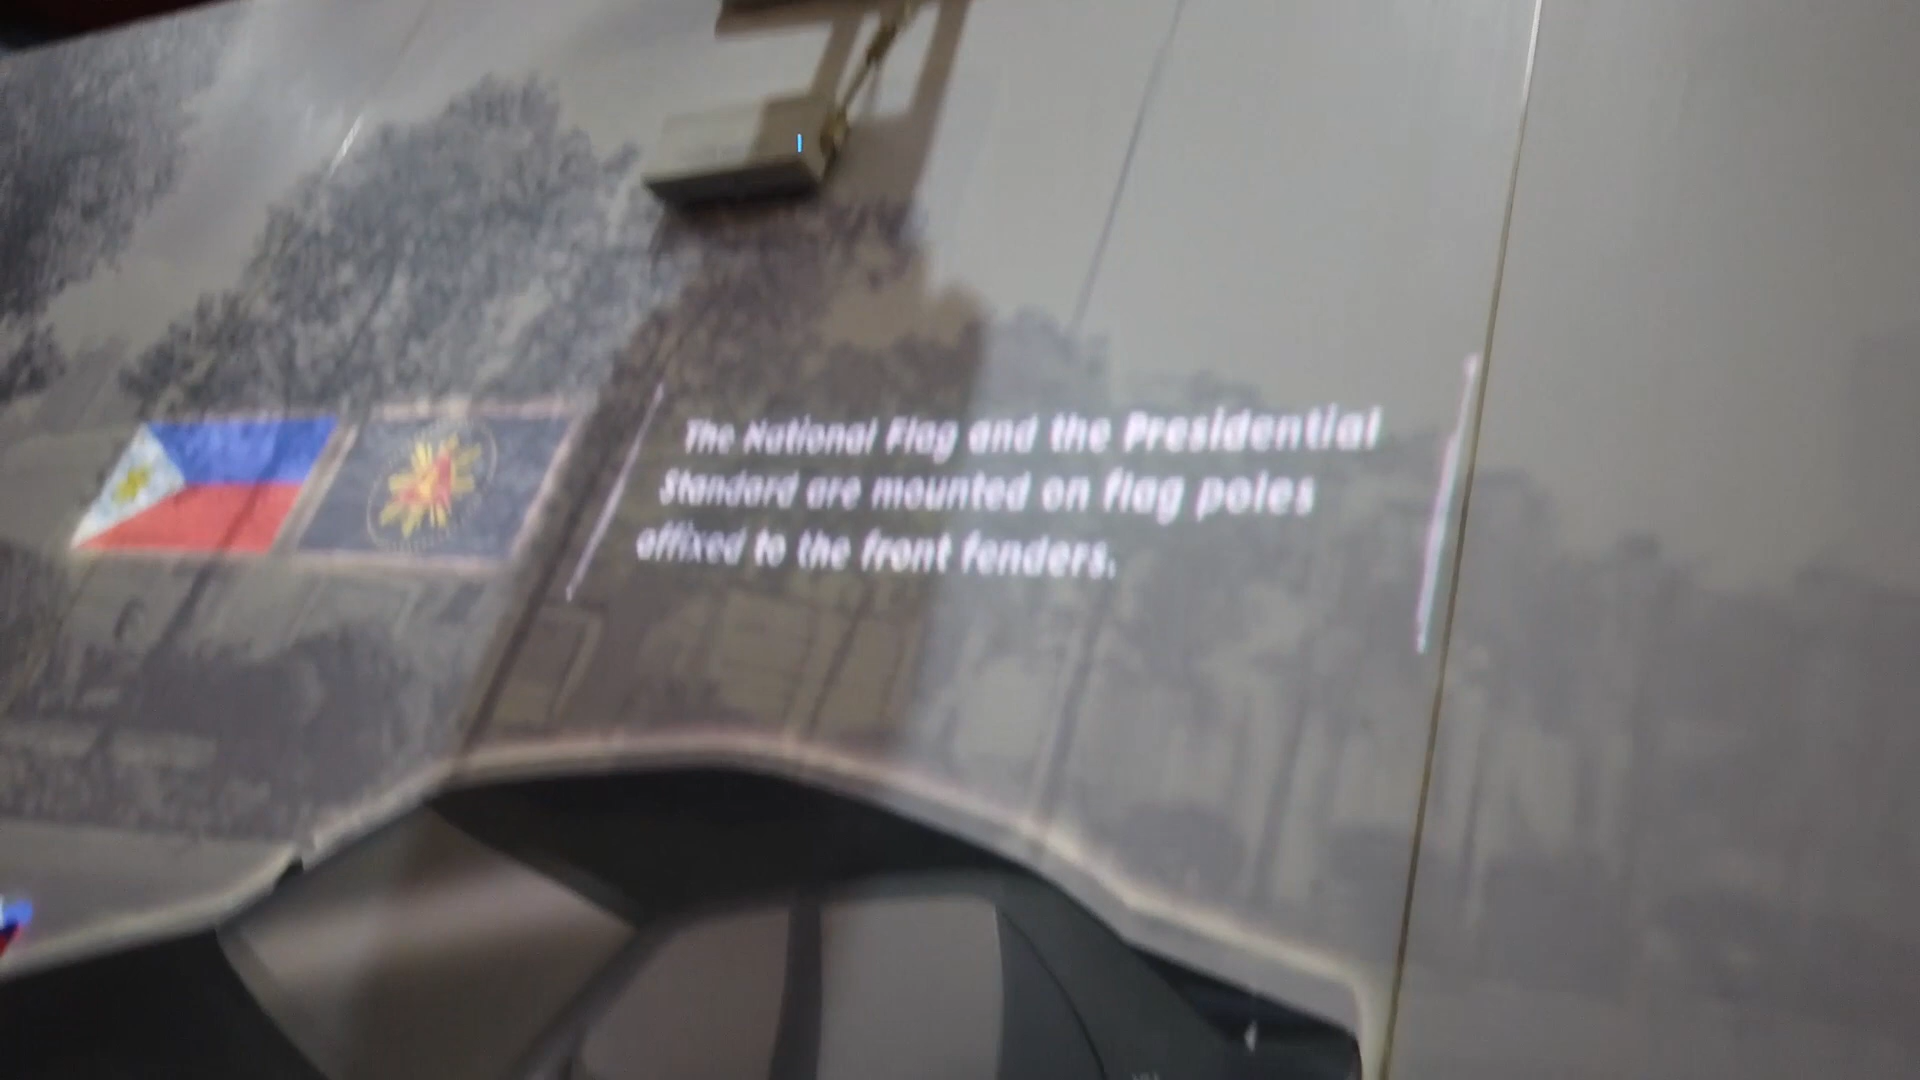 The National Flag and the Presidential
Standard are mounted on flag poles
affixed to the front fenders.